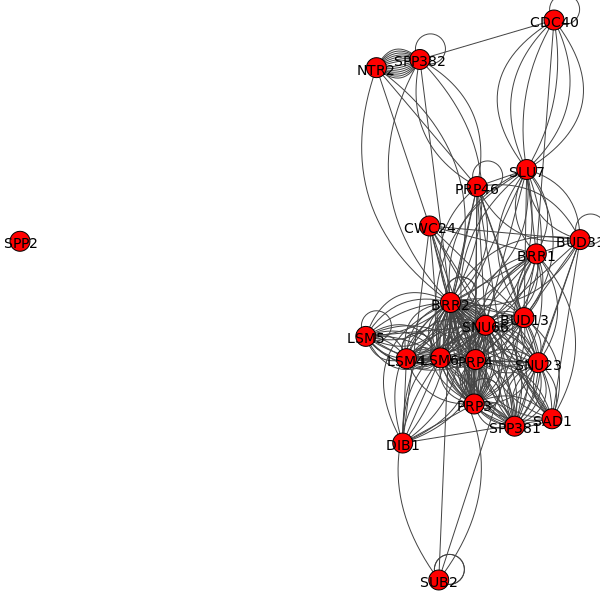 CDC40
SPP382
NTR2
SLU7
PRP46
CWC24
BUD31
SPP2
BRR1
BRR2
BUD13
SNU66
LSM5
LSM4
LSM6
PRP4
SNU23
PRP3
SAD1
SPP381
DIB1
SUB2